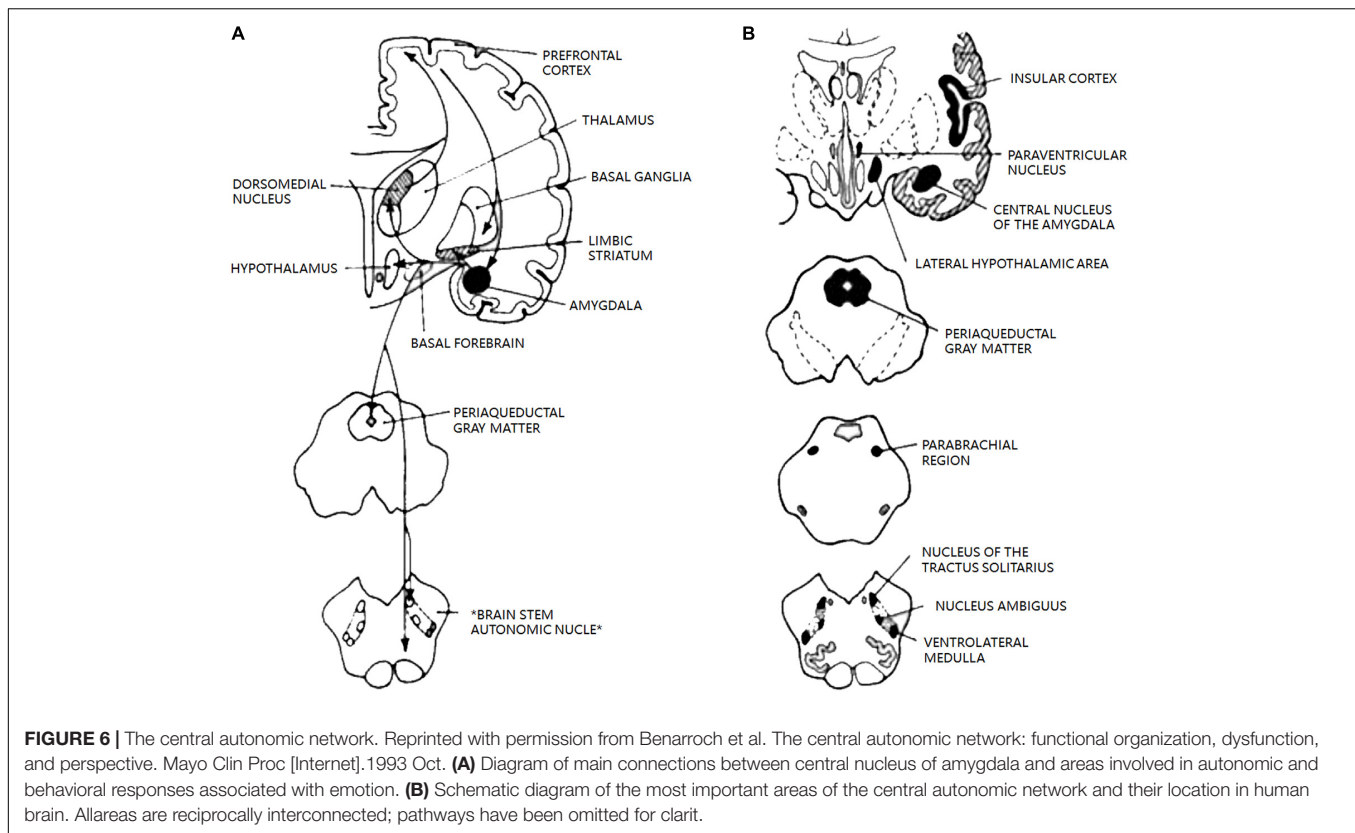 A
PREFRONTAL
CORTEX
THALAMUS
DORSOMEDIAL
NUCLEUS
BASAL GANGLIA
LIMBIC
STRIATUM
HYPOTHALAMUS
AMYGDALA
BASAL FOREBRAIN
PERIAQUEDUCTAL
GRAY MATTER
*BRAIN STEM
AUTONOMIC NUCLE*
B
INSULAR CORTEX
PARAVENTRICULAR
NUCLEUS
CENTRAL NUCLEUS
OF THE AMYGDALA
LATERAL HYPOTHALAMIC AREA
PERIAQUEDUCTAL
GRAY MATTER
PARABRACHIAL
REGION
NUCLEUS OF THE
TRACTUS SOLITARIUS
NUCLEUS AMBIGUUS
VENTROLATERAL
MEDULLA
FIGURE 6 | The central autonomic network. Reprinted with permission from Benarroch et al. The central autonomic network: functional organization, dysfunction,
and perspective. Mayo Clin Proc [Internet].1993 Oct. (A) Diagram of main connections between central nucleus of amygdala and areas involved in autonomic and
behavioral responses associated with emotion. (B) Schematic diagram of the most important areas of the central autonomic network and their location in human
brain. Allareas are reciprocally interconnected; pathways have been omitted for clarit.